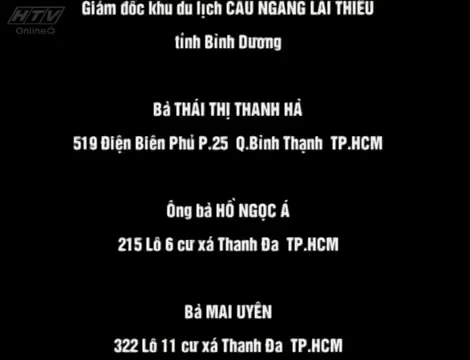 HTV
Online
Giám đốc khu du lịch CẦU NGANG LÁI THIÊU
tỉnh Bình Dương
Bà THÁI THỊ THANH HÀ
519 Điện Biên Phủ P.25 Q.Bình Thạnh TP.HCM
Ông bà HỒ NGỌC Á
215 Lô 6 cư xá Thanh Đa TP.HCM
Bà MAI UYÊN
322 Lô 11 cư xá Thanh Đa TP.HCM